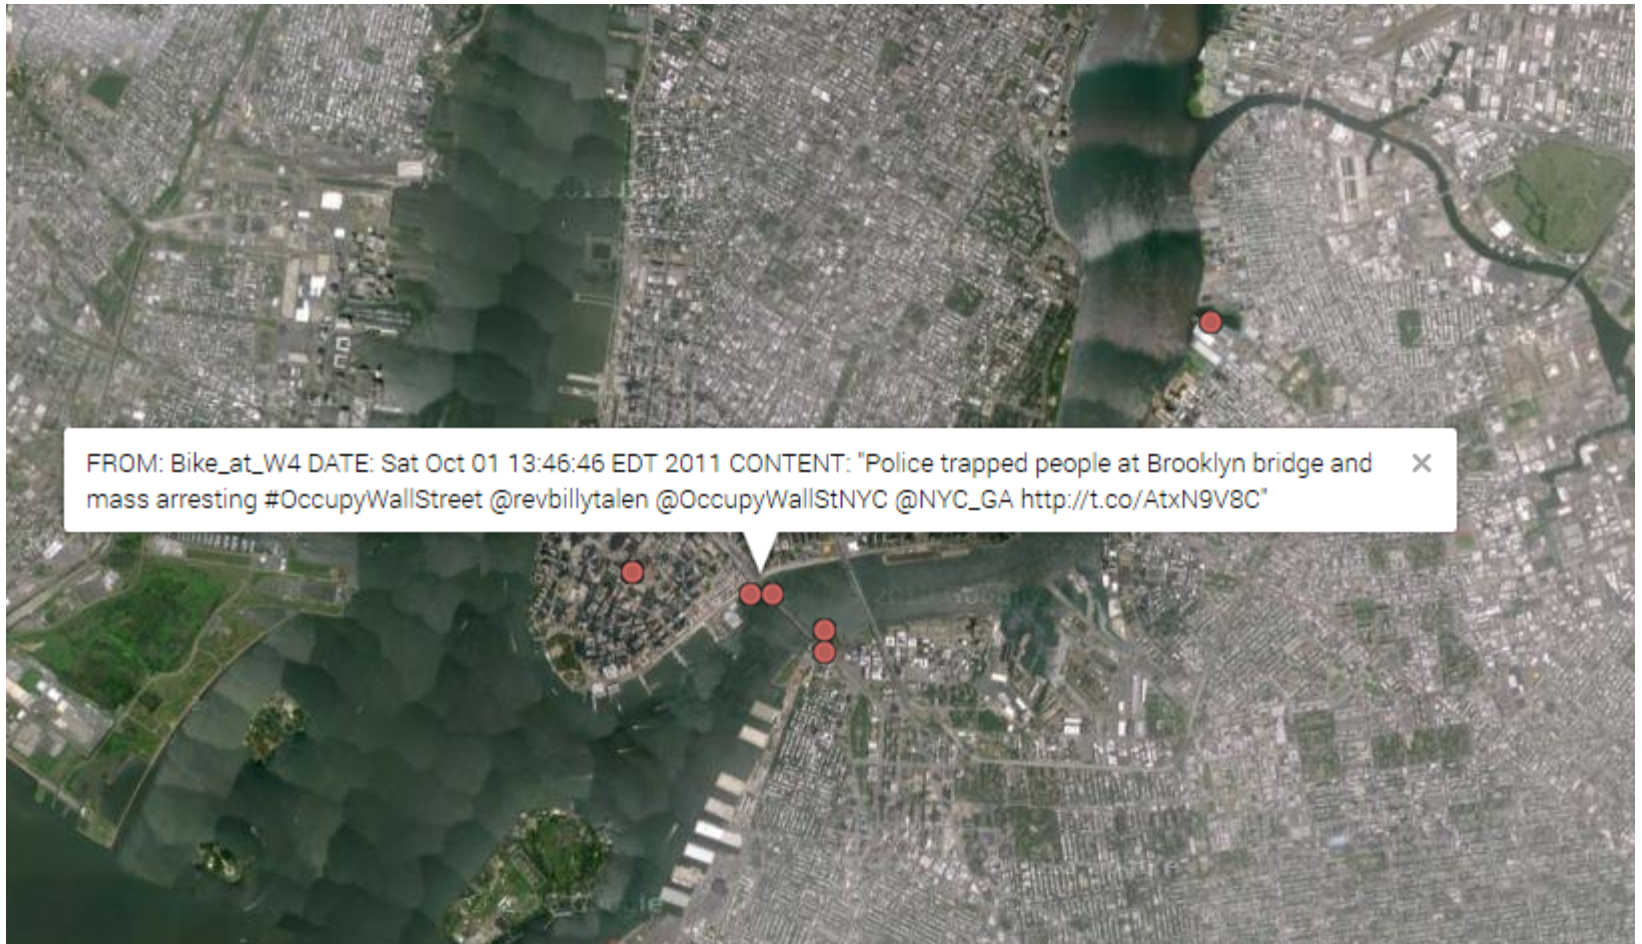 FROM: Bike_at_W4 DATE: Sat Oct 01 13:46:46 EDT 2011 CONTENT: "Police trapped people at Brooklyn bridge and
mass arresting #OccupyWallStreet @revbillytalen @OccupyWallStNYC @NYC_GA http://t.co/AtxN9V8C"